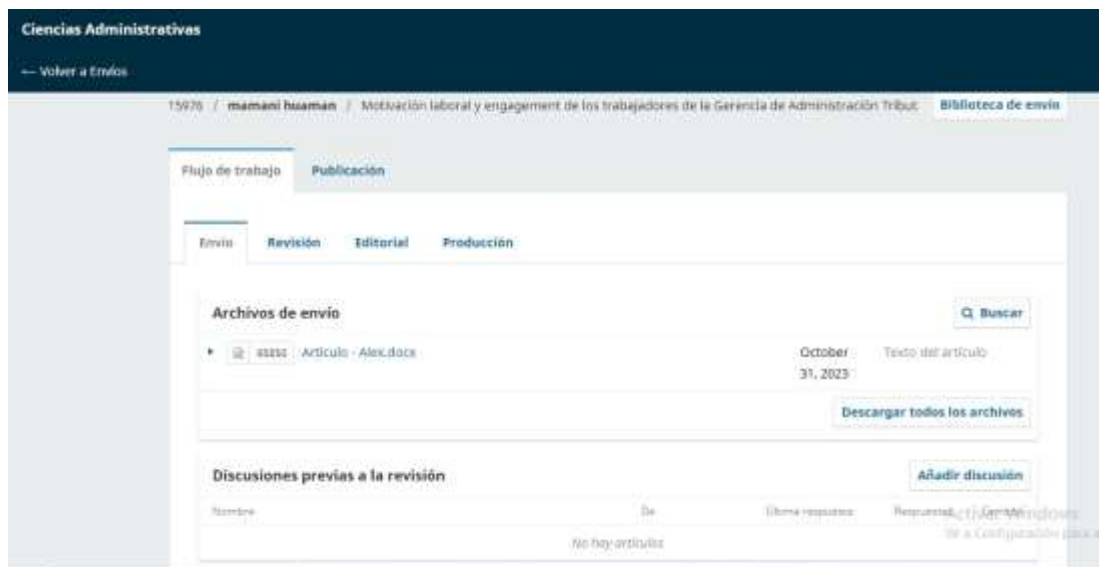 Ciencias Administrativas
← Volver a Envíos
15976 / mamani huaman / Motivación laboral y engagement de los trabajadores de la Gerencia de Administración Tribut
Biblioteca de envío
Flujo de trabajo Publicación
Envío Revisión Editorial Producción
Archivos de envío
Buscar
Artículo - Alex.docx October 31, 2023 Texto del artículo
Descargar todos los archivos
Discusiones previas a la revisión
Añadir discusión
Nombre De Última respuesta Respuestas
No hay artículos
Activar Windows
Ve a Configuración para a